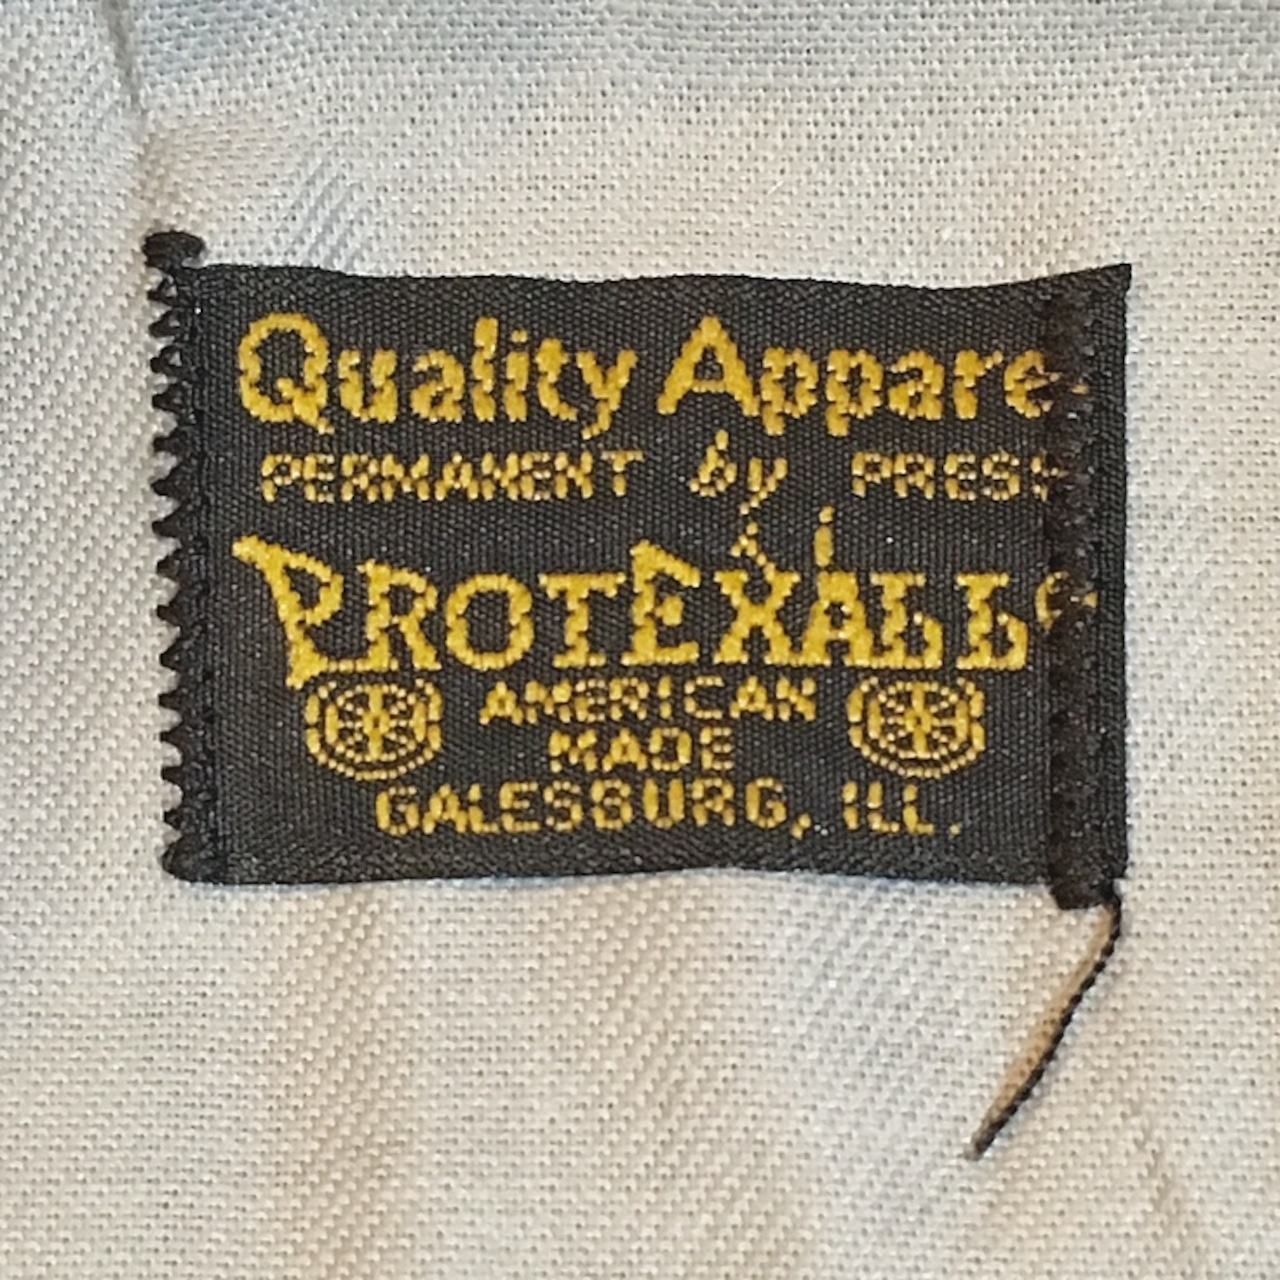 Quality Appare
PERMANENT by PRES
PROTEXALL
AMERICAN
MADE
GALESBURG, ILL.